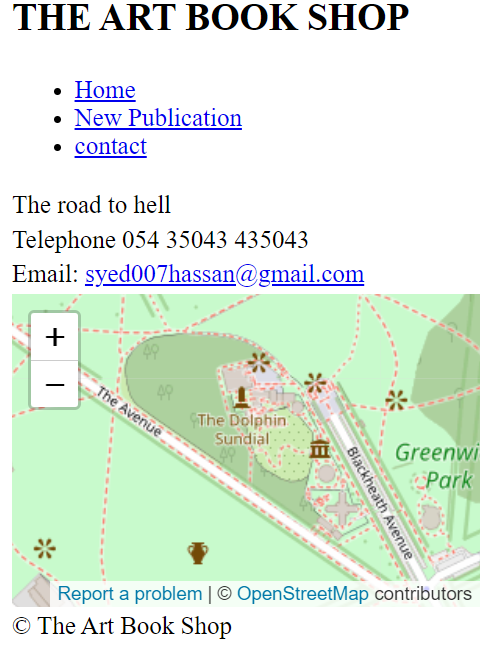 THE ART BOOK SHOP
Home
New Publication
contact
The road to hell
Telephone 054 35043 435043
Email: syed007hassan@gmail.com
+
−
The Avenue
The Dolphin
Sundial
Blackheath Avenue
Greenwi
Park
Report a problem | © OpenStreetMap contributors
© The Art Book Shop